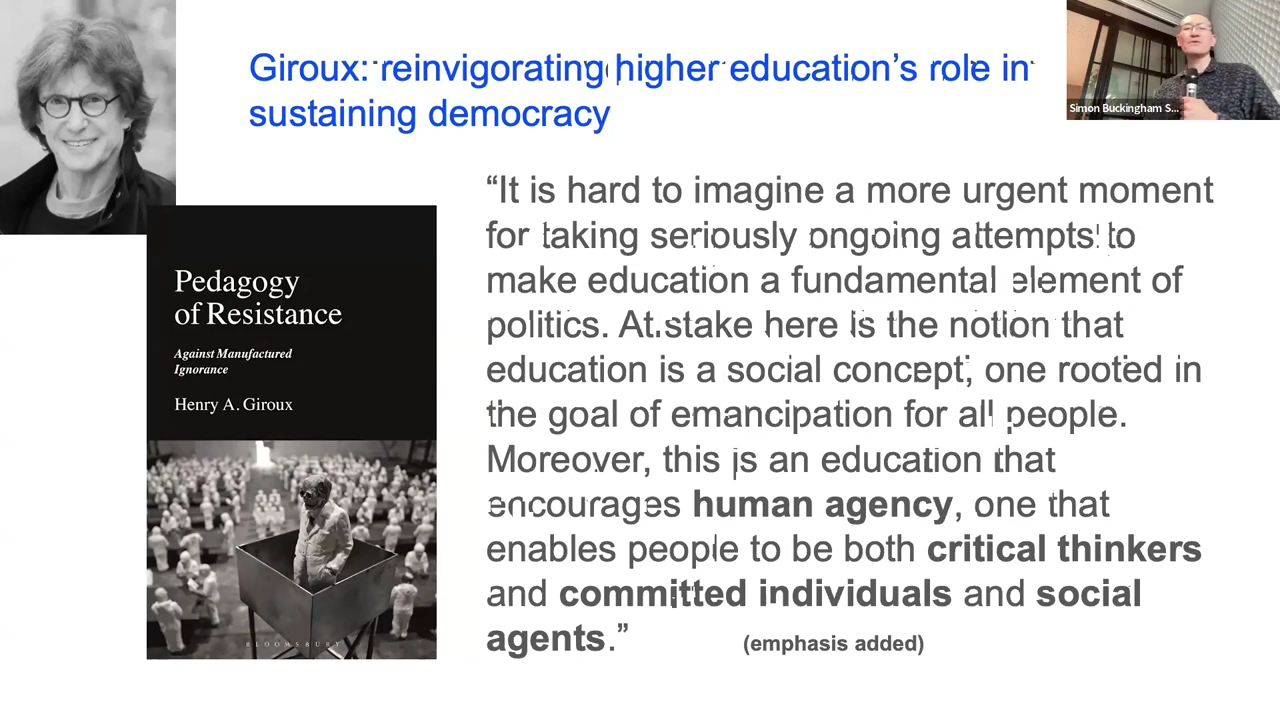 Giroux: reinvigorating higher education’s role in
sustaining democracy
Simon Buckingham S...
Pedagogy
of Resistance
Against Manufactured
Ignorance
Henry A. Giroux
BLOOMSBURY
“It is hard to imagine a more urgent moment
for taking seriously ongoing attempts to
make education a fundamental element of
politics. At stake here is the notion that
education is a social concept, one rooted in
the goal of emancipation for all people.
Moreover, this is an education that
encourages human agency, one that
enables people to be both critical thinkers
and committed individuals and social
agents.”
(emphasis added)